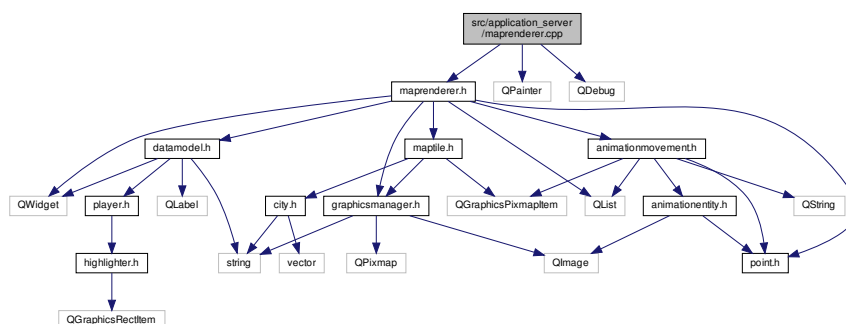 src/application_server
/maprenderer.cpp
maprenderer.h
QPainter
QDebug
datamodel.h
maptile.h
animationmovement.h
QWidget
player.h
QLabel
city.h
graphicsmanager.h
QGraphicsPixmapItem
QList
animationentity.h
QString
highlighter.h
string
vector
QPixmap
QImage
point.h
QGraphicsRectItem